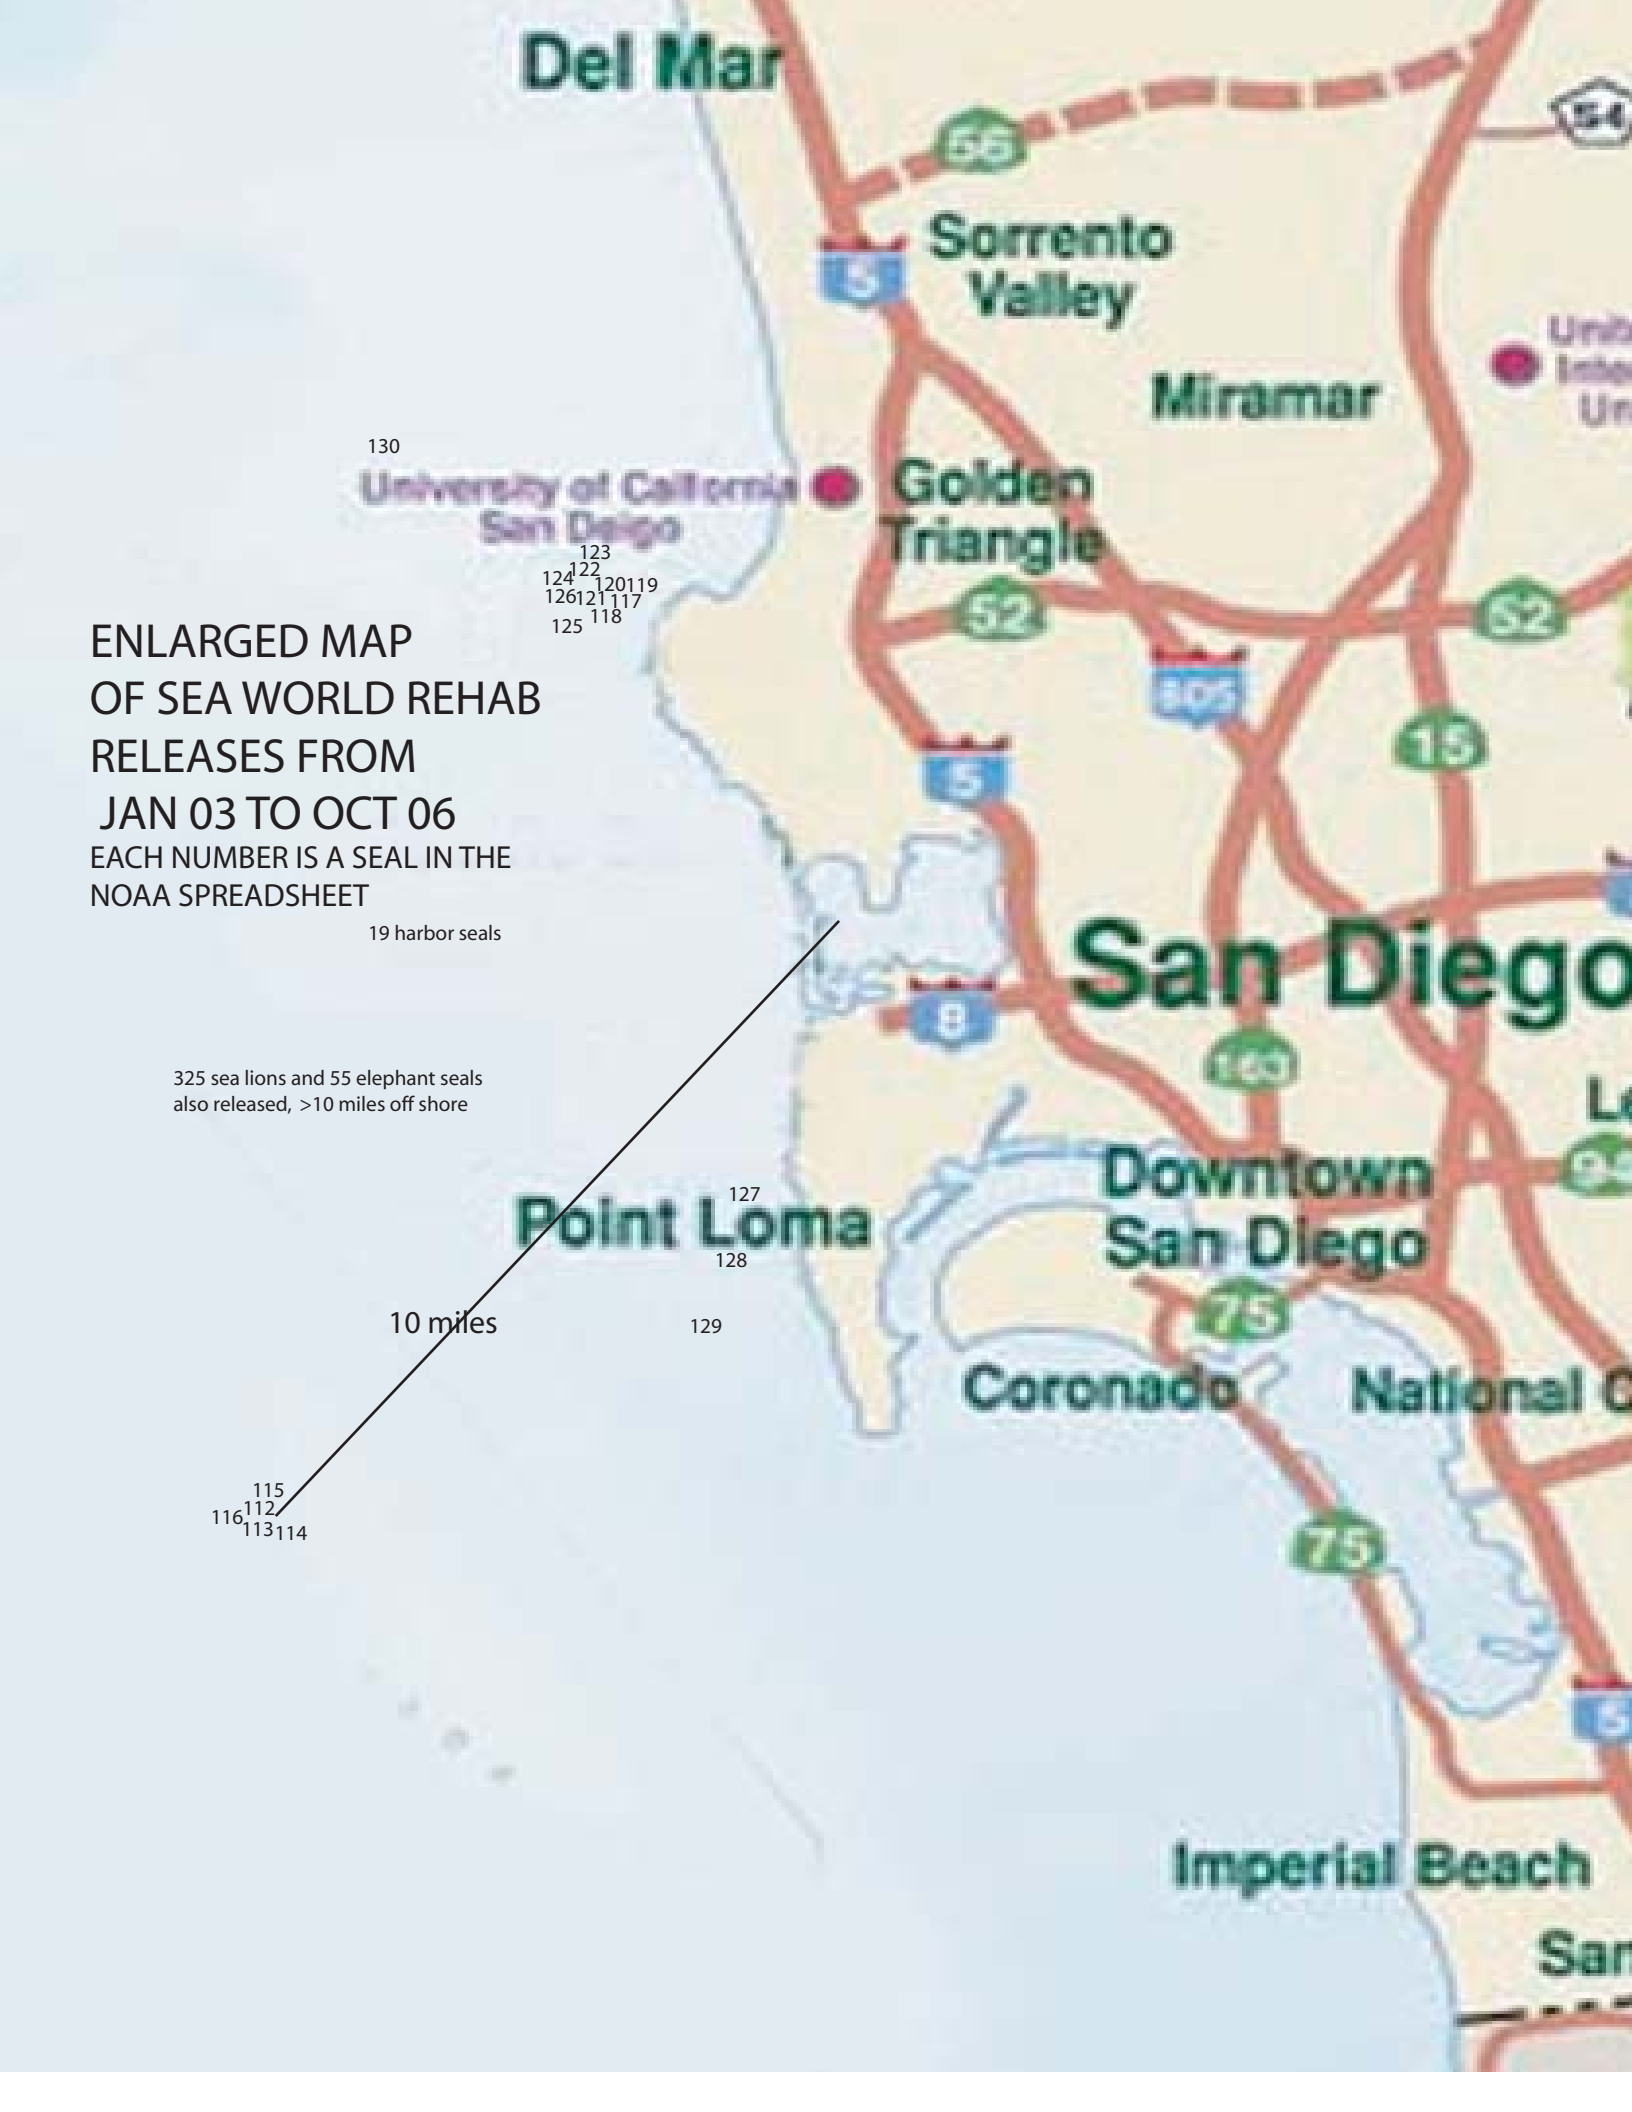 Del Mar
56
54
Sorrento
Valley
5
Miramar
130
University of California
San Deigo
Golden
Triangle
123
122
124
120
119
126
121
117
118
125
52
52
ENLARGED MAP
OF SEA WORLD REHAB
RELEASES FROM
JAN 03 TO OCT 06
EACH NUMBER IS A SEAL IN THE
NOAA SPREADSHEET
19 harbor seals
805
15
5
San Diego
8
163
325 sea lions and 55 elephant seals
also released, >10 miles off shore
Downtown
San Diego
127
Point Loma
128
10 miles
129
75
Coronado
National C
115
112
116
113
114
75
5
Imperial Beach
San